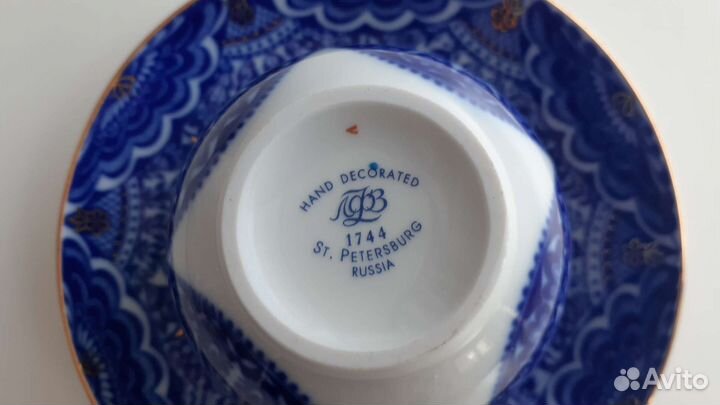 HAND DECORATED
ЛФЗ
1744
ST. PETERSBURG
RUSSIA
Avito